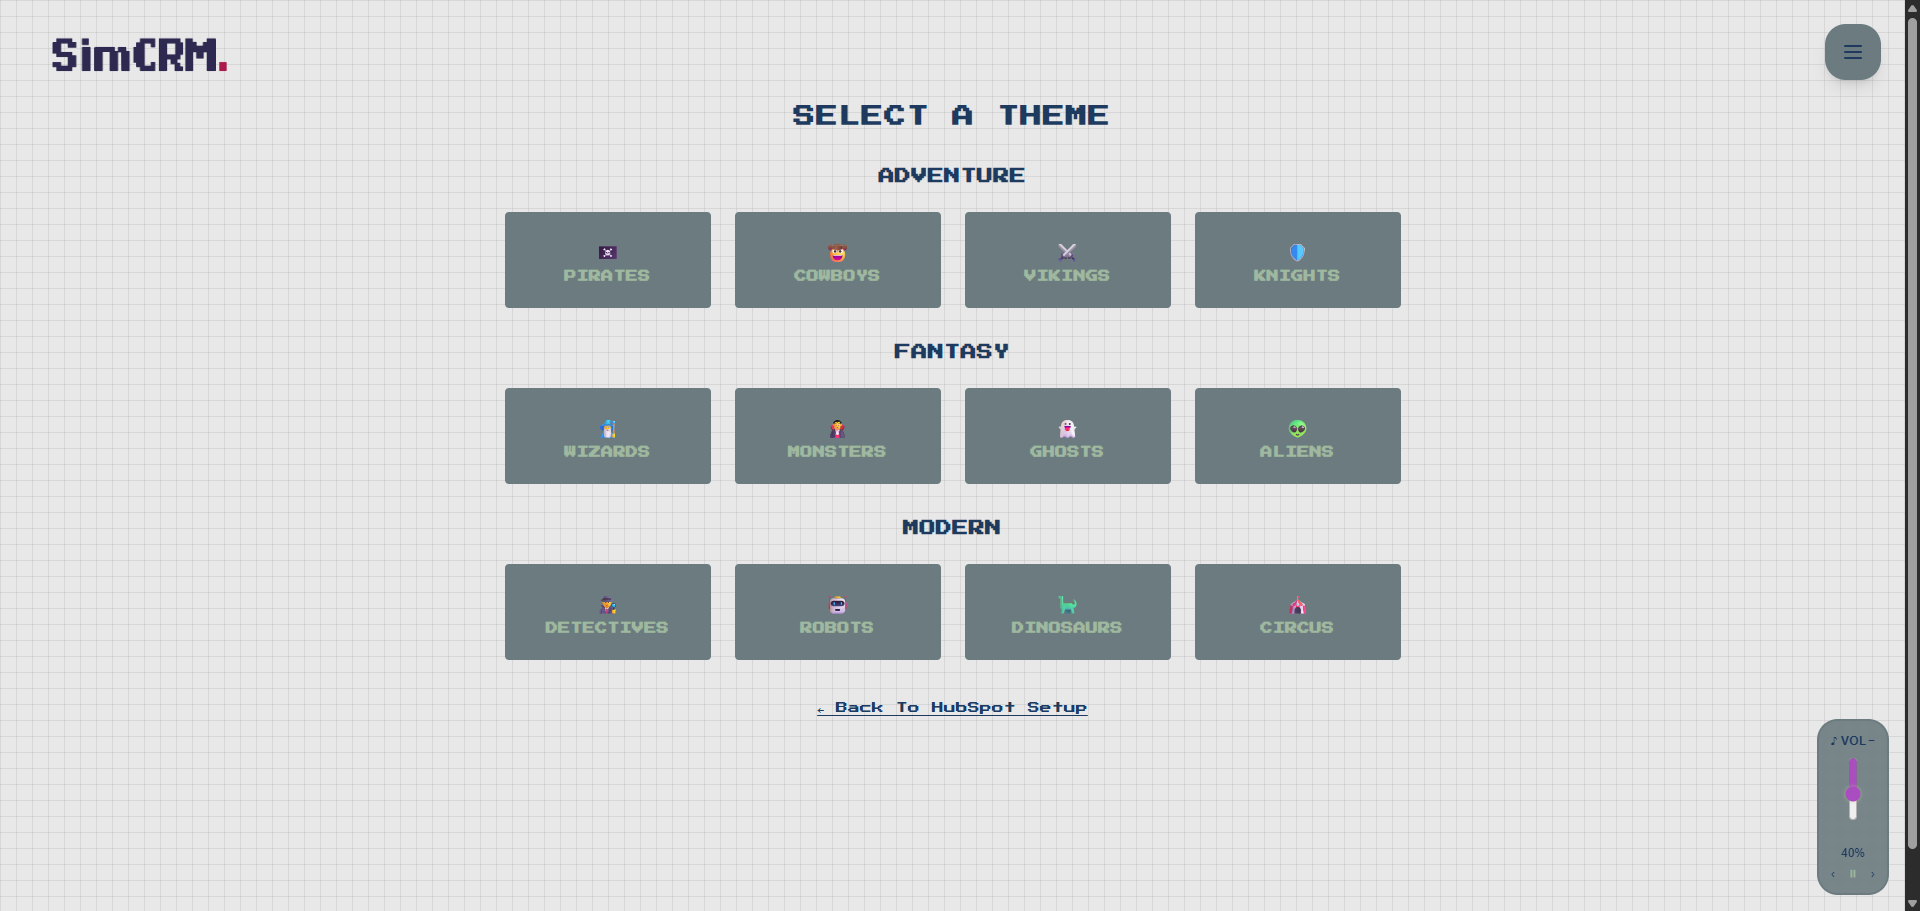 SimCRM.
SELECT A THEME
ADVENTURE
PIRATES
COWBOYS
VIKINGS
KNIGHTS
FANTASY
WIZARDS
MONSTERS
GHOSTS
ALIENS
MODERN
DETECTIVES
ROBOTS
DINOSAURS
CIRCUS
← Back To HubSpot Setup
♪ VOL −
40%